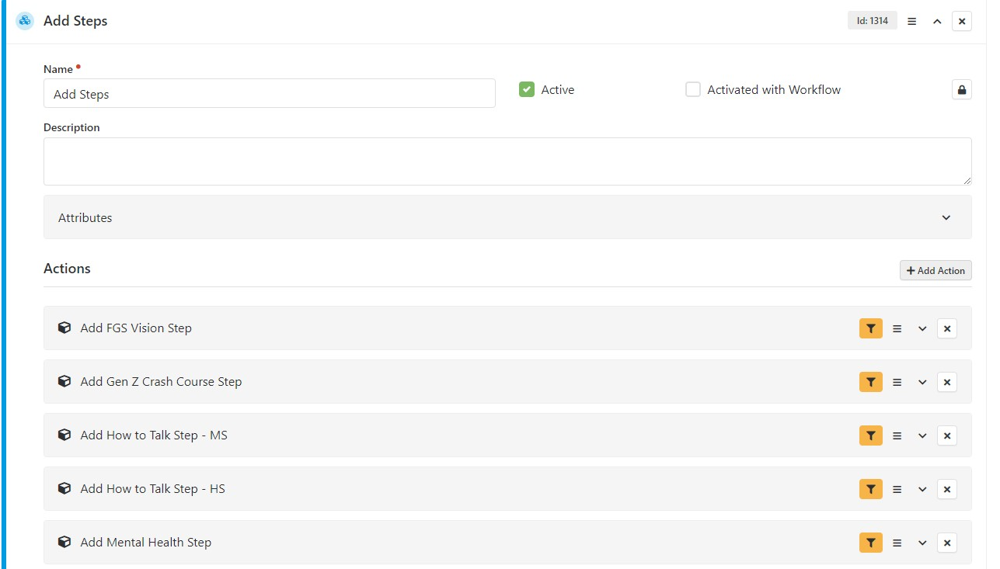 Add Steps
Id: 1314
Name
Add Steps
Active
Activated with Workflow
Description
Attributes
Actions
Add Action
Add FGS Vision Step
Add Gen Z Crash Course Step
Add How to Talk Step - MS
Add How to Talk Step - HS
Add Mental Health Step